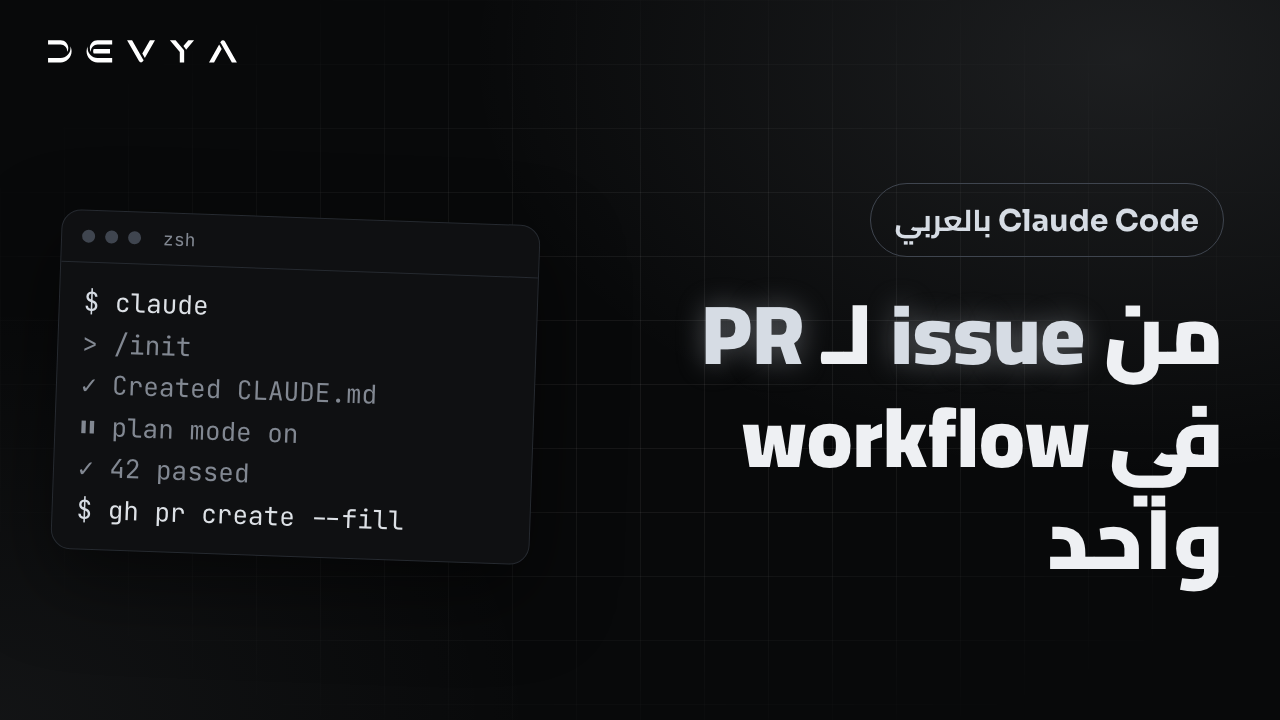 DEVYA
Claude Code بالعربي
من issue لـ PR
في workflow
واحد
zsh
$ claude
> /init
✓ Created CLAUDE.md
⏸ plan mode on
✓ 42 passed
$ gh pr create --fill